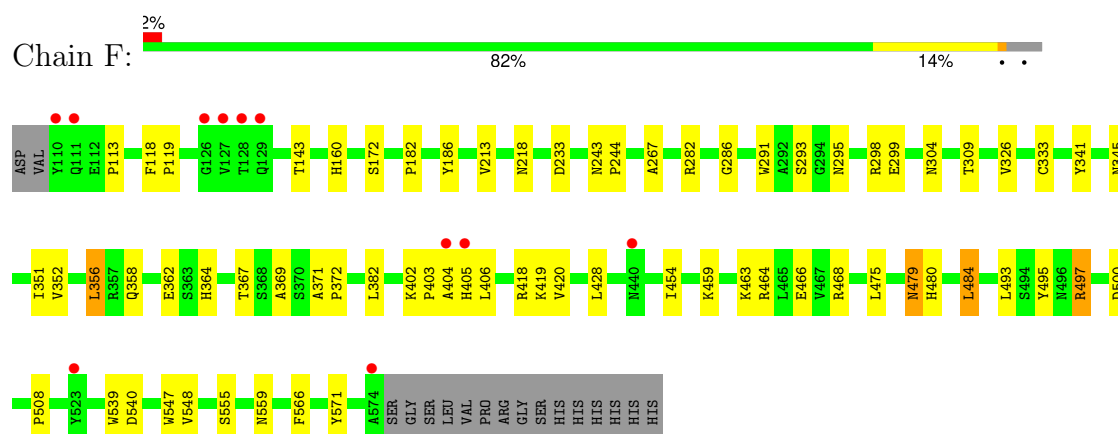 2%
Chain F:
82% 14% • •
ASP VAL Y110 Q111 E112 P113 F118 P119 G126 V127 T128 Q129 T143 H160 S172 P182 Y186 V213 N218 D233 N243 P244 A267 R282 G286 W291 A292 S293 G294 N295 R298 E299 N304 T309 V326 C333 Y341 N345
I351 V352 L356 R357 Q358 E362 S363 H364 T367 S368 A369 S370 A371 P372 L382 K402 P403 A404 H405 L406 R418 K419 V420 L428 N440 I454 K459 K463 R464 L465 E466 V467 R468 L475 N479 H480 L484 L493 S494 Y495 N496 R497 D500
P508 Y523 W539 D540 W547 V548 S555 N559 F566 Y571 A574 SER GLY SER LEU VAL PRO ARG GLY SER HIS HIS HIS HIS HIS HIS